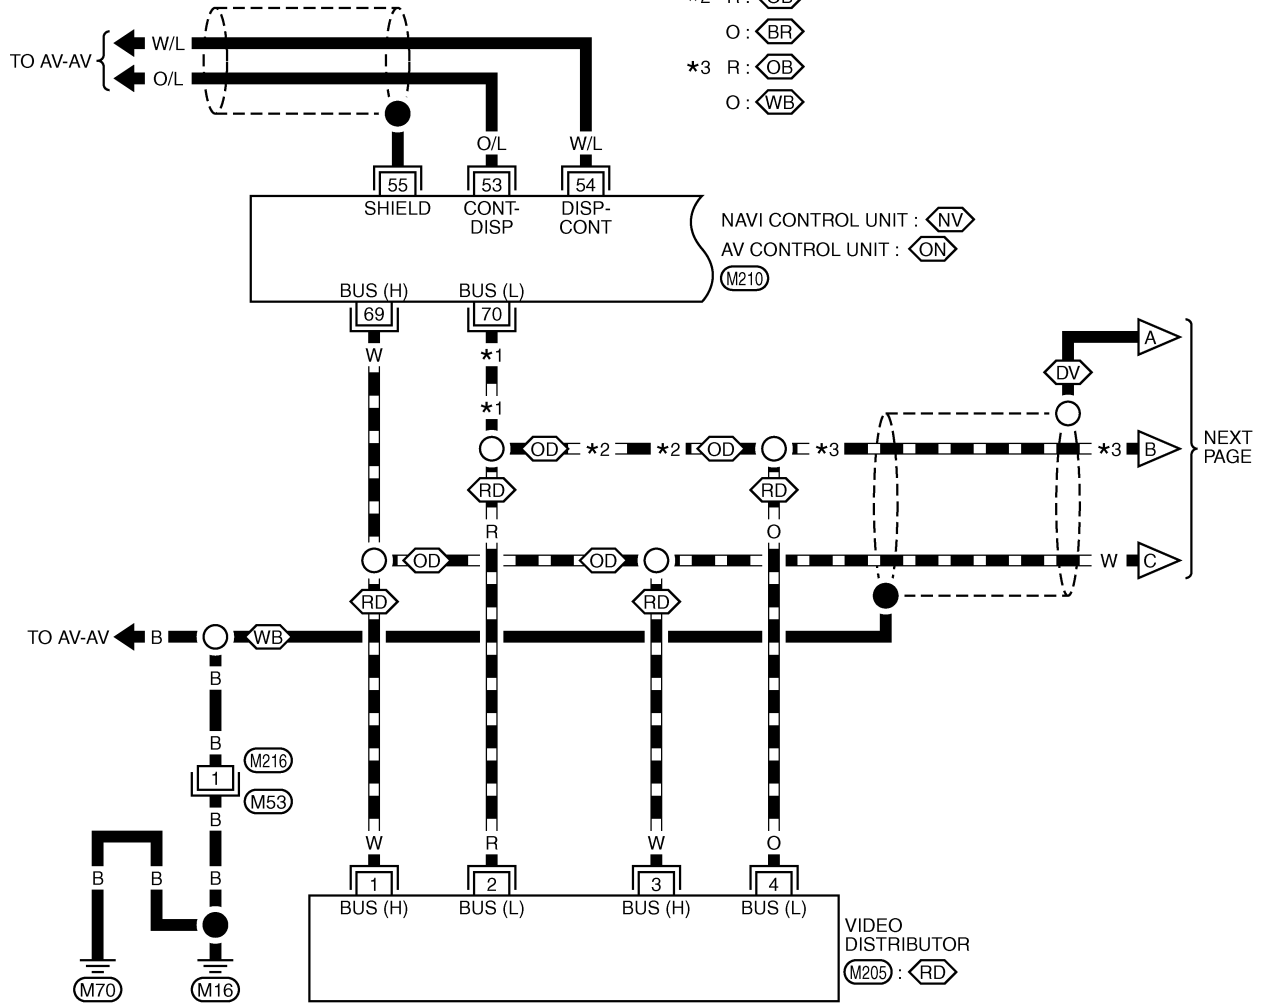 *2 R : OB
O : BR
*3 R : OB
O : WB
TO AV-AV
W/L
O/L
O/L
W/L
55
53
54
SHIELD
CONT-DISP
DISP-CONT
NAVI CONTROL UNIT : NV
AV CONTROL UNIT : ON
M210
BUS (H)
BUS (L)
69
70
W
*1
*1
A
DV
OD
*2
*2
OD
*3
*3
B
NEXT
PAGE
RD
RD
R
O
OD
OD
W
C
RD
RD
TO AV-AV
B
WB
B
B
M216
1
M53
B
W
R
W
O
B
B
B
1
2
3
4
BUS (H)
BUS (L)
BUS (H)
BUS (L)
VIDEO
DISTRIBUTOR
M205 : RD
M70
M16